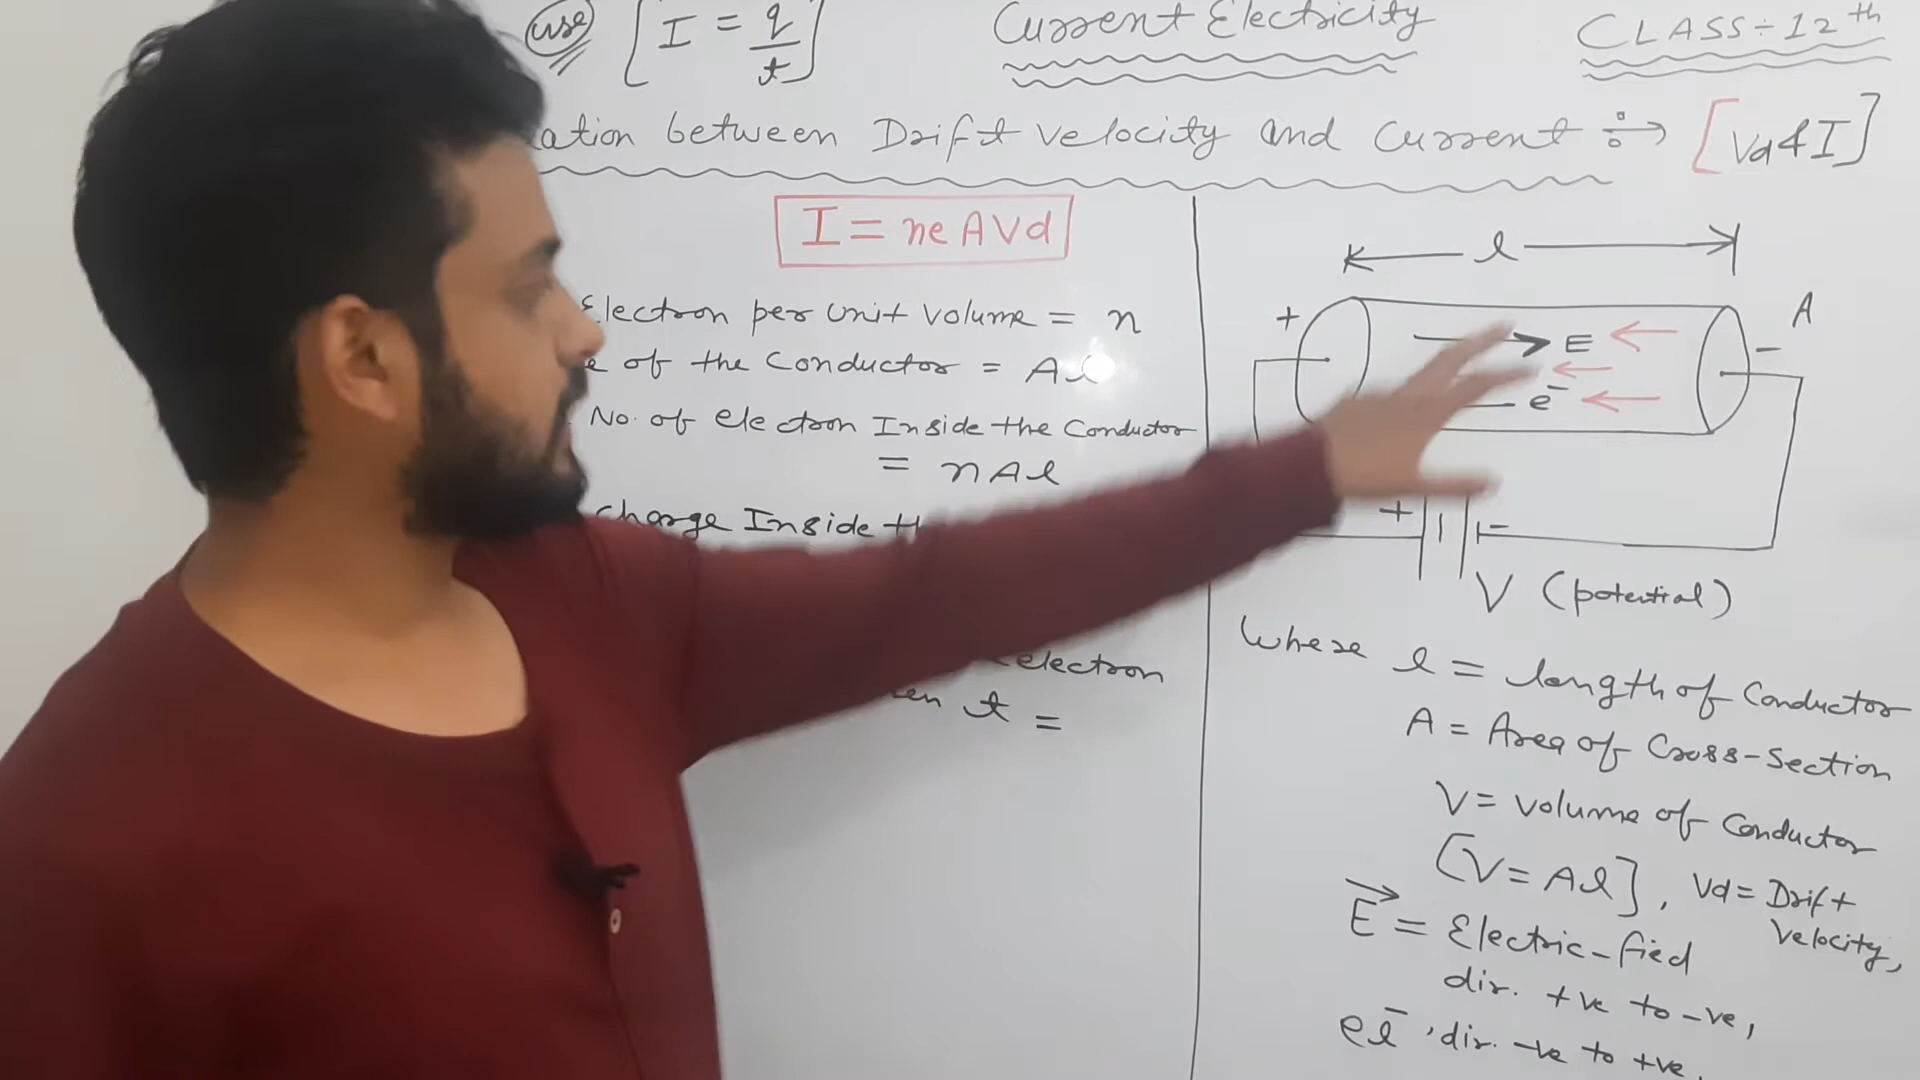 use [I = q/t]
Current Electricity
CLASS÷12th
between Drift velocity and Current ÷→ [Vd & I]
I = neAVd
Electron per unit volume = n
of the Conductor = Al
No. of electron Inside the Conductor
= nAl
charge Inside
electron
t =
l
+
E
-
A
e-
+
-
V (potential)
Where l = length of Conductor
A = Area of Cross-Section
V = volume of Conductor
[V = Al], Vd = Drift
velocity,
E = Electric-fied
dir. +ve to -ve,
el- dir. -ve to +ve.